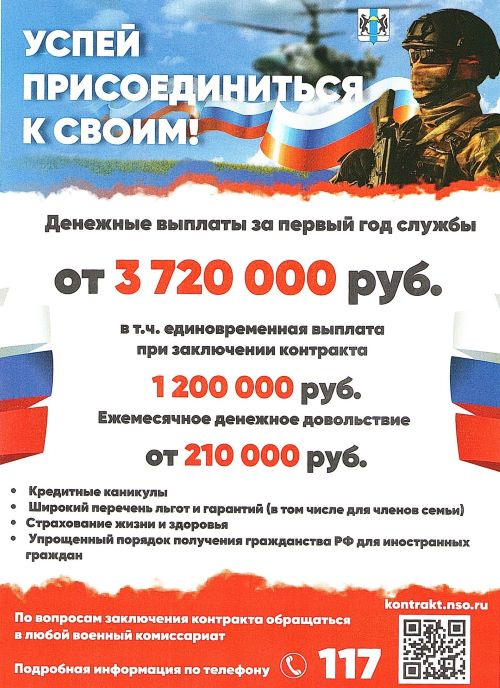 УСПЕЙ
ПРИСОЕДИНИТЬСЯ
К СВОИМ!
Денежные выплаты за первый год службы
от 3 720 000 руб.
в т.ч. единовременная выплата
при заключении контракта
1 200 000 руб.
Ежемесячное денежное довольствие
от 210 000 руб.
• Кредитные каникулы
• Широкий перечень льгот и гарантий (в том числе для членов семьи)
• Страхование жизни и здоровья
• Упрощенный порядок получения гражданства РФ для иностранных
граждан
kontrakt.nso.ru
По вопросам заключения контракта обращаться
в любой военный комиссариат
Подробная информация по телефону 117